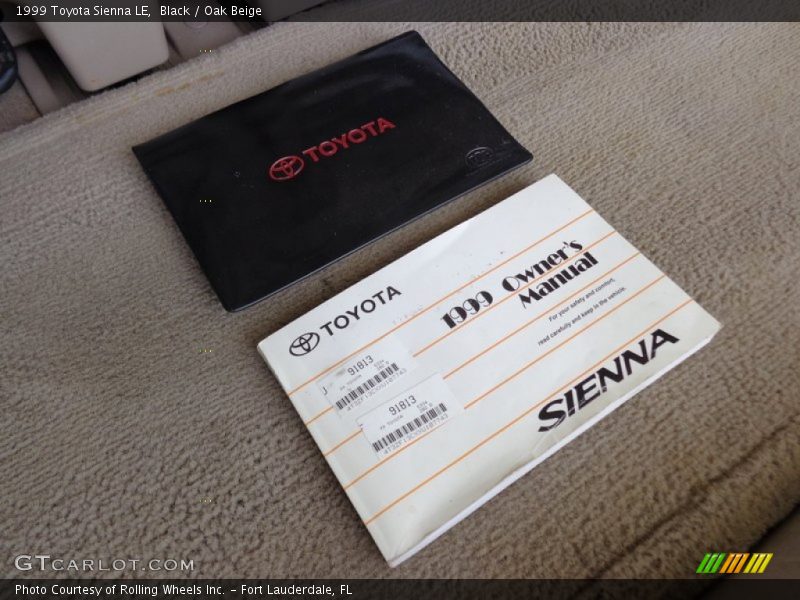 1999 Toyota Sienna LE, Black / Oak Beige
TOYOTA
TOYOTA
1999 Owner's
Manual
For your safety and comfort,
read carefully and keep in the vehicle.
SIENNA
91813
91813
GTCARLOT.COM
Photo Courtesy of Rolling Wheels Inc. – Fort Lauderdale, FL